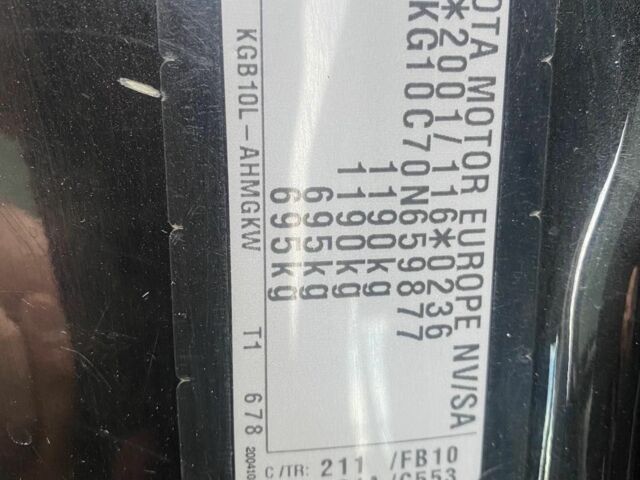 OTA MOTOR EUROPE NV/SA
*2001/116*0236
KG10C70N659877
1190kg
1190kg
695kg
695kg
C/TR: 211 /FB10
/C553
KGB10L-AHMGKW T1 678